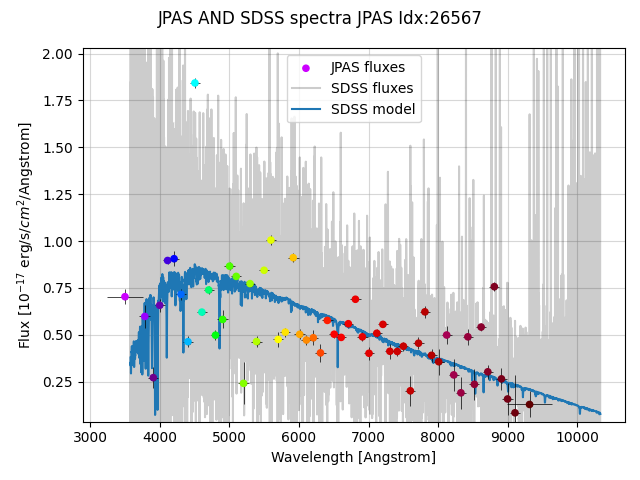 JPAS AND SDSS spectra JPAS Idx:26567
JPAS fluxes
SDSS fluxes
SDSS model
2.00
1.75
1.50
1.25
1.00
0.75
0.50
0.25
Flux [10⁻¹⁷ erg/s/cm²/Angstrom]
3000 4000 5000 6000 7000 8000 9000 10000
Wavelength [Angstrom]